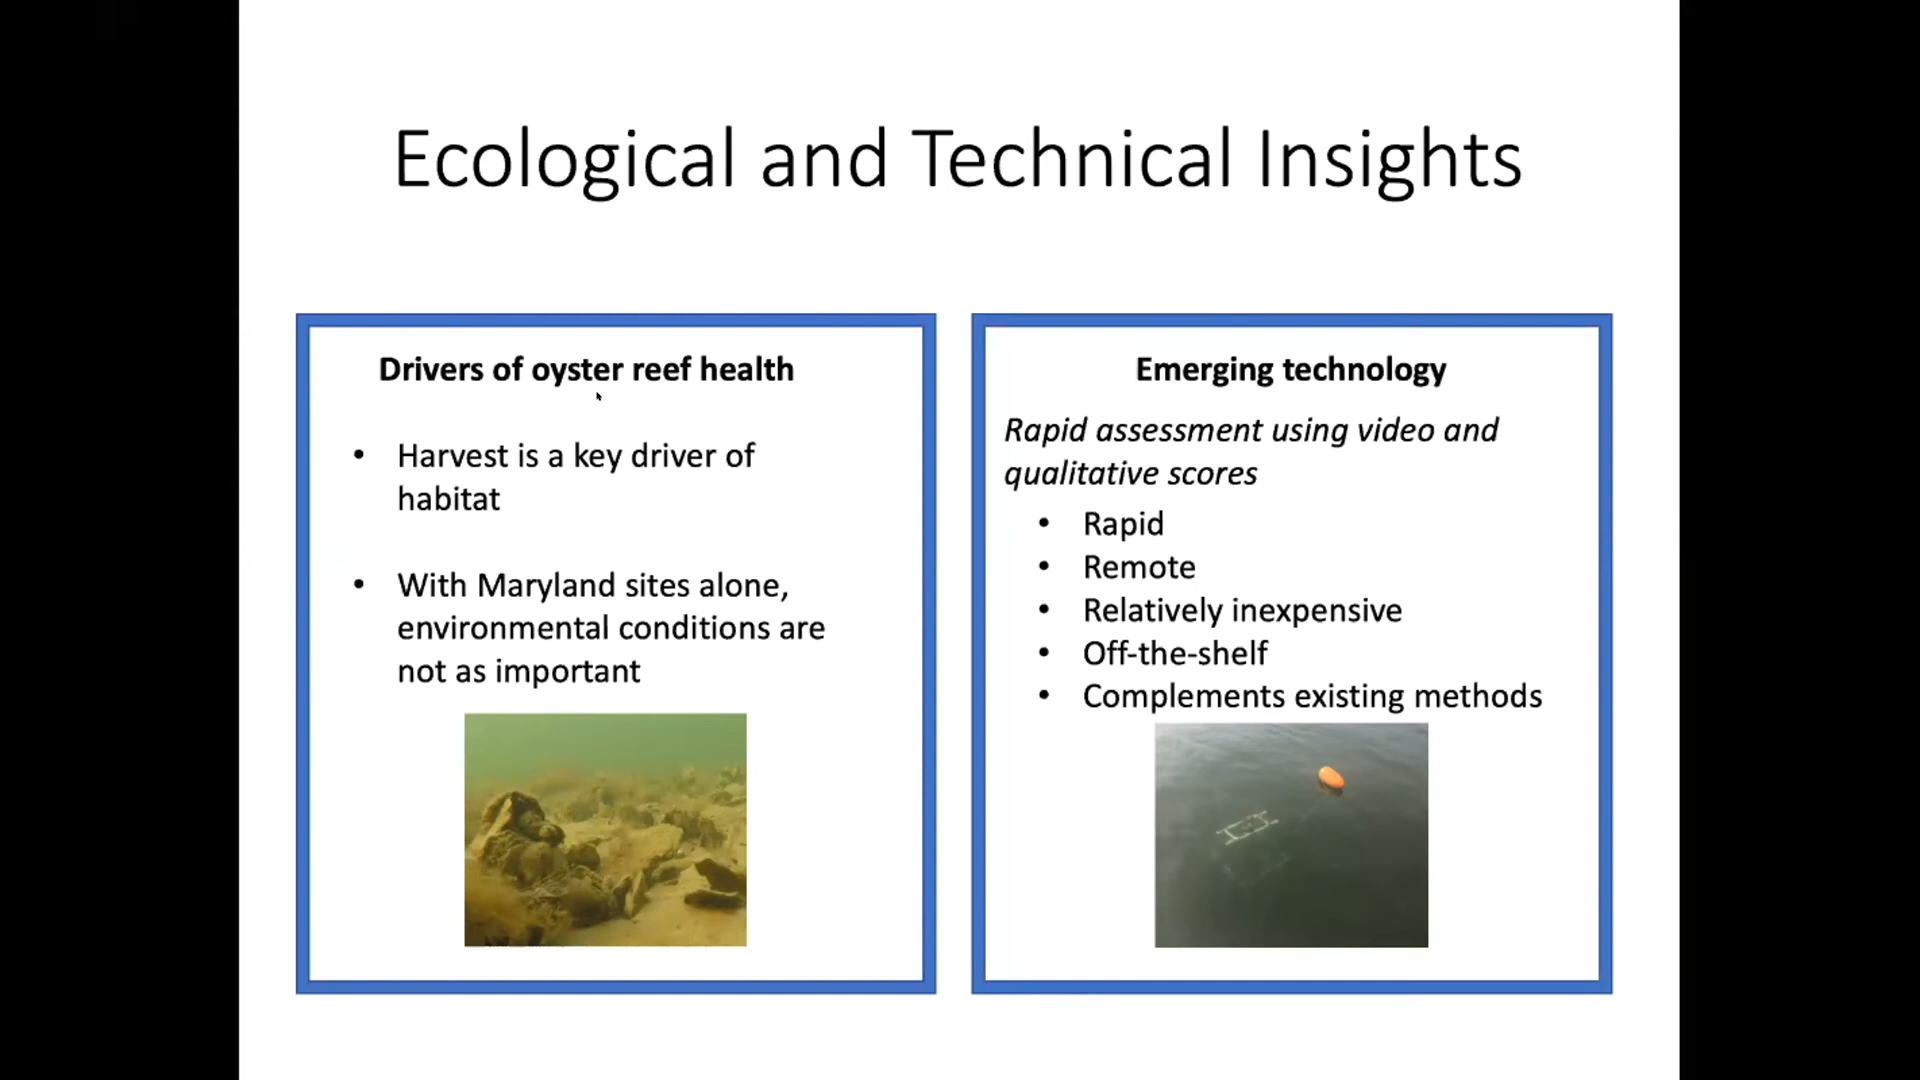 Ecological and Technical Insights
Drivers of oyster reef health
• Harvest is a key driver of
habitat
• With Maryland sites alone,
environmental conditions are
not as important
Emerging technology
Rapid assessment using video and
qualitative scores
• Rapid
• Remote
• Relatively inexpensive
• Off-the-shelf
• Complements existing methods